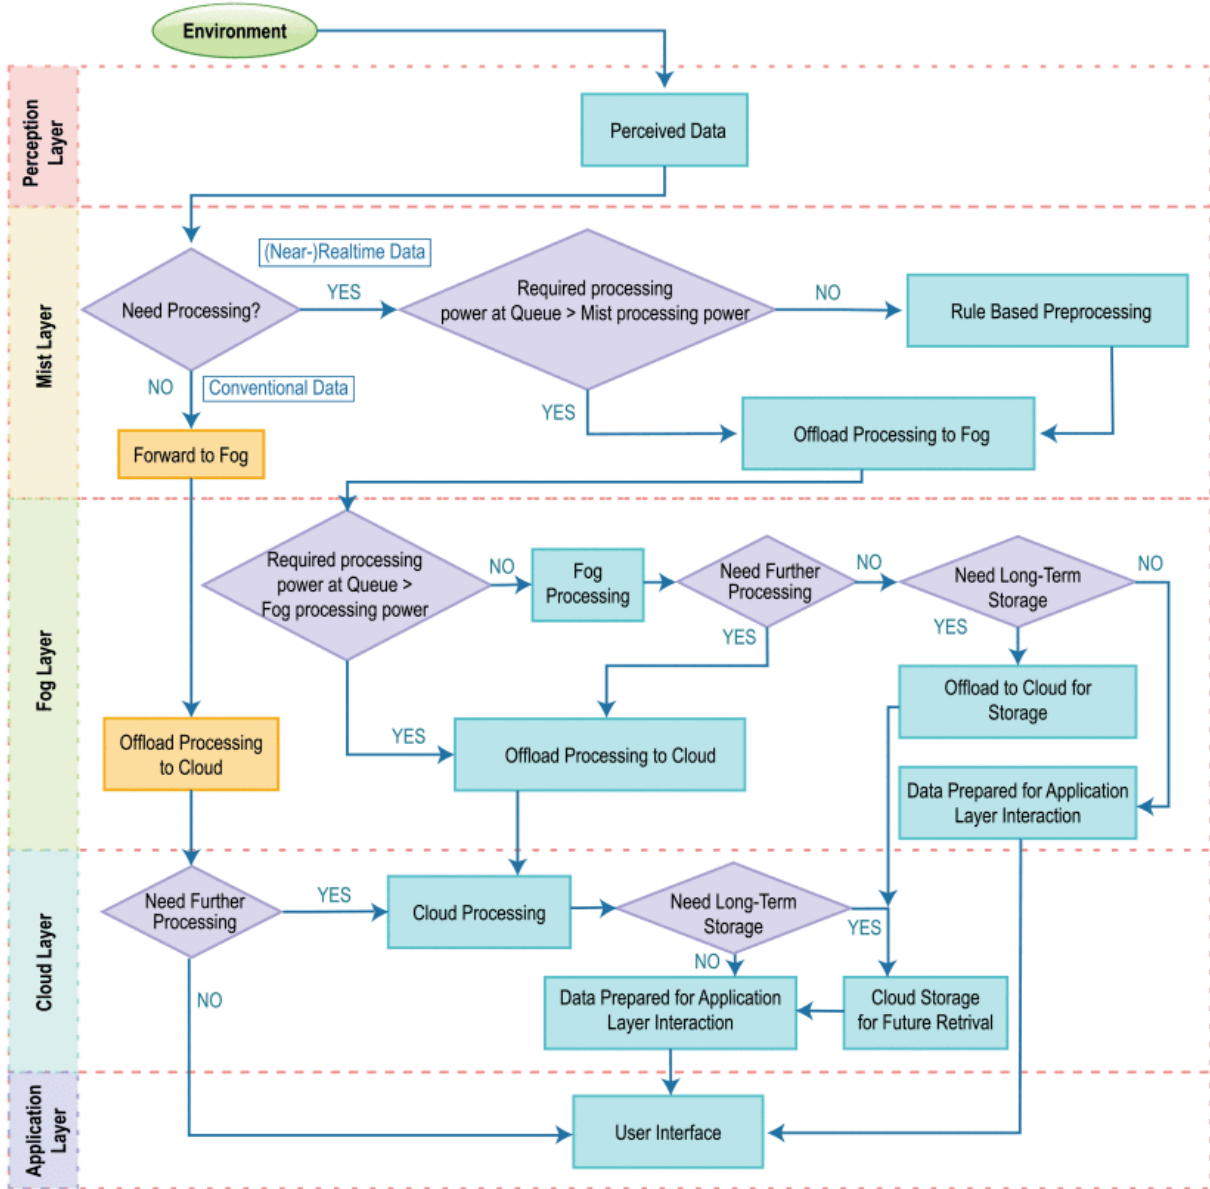 Environment
Perception
Layer
Perceived Data
Mist Layer
(Near-)Realtime Data
Need Processing?
YES
Required processing
power at Queue > Mist processing power
NO
Rule Based Preprocessing
NO
Conventional Data
YES
Offload Processing to Fog
Forward to Fog
Fog Layer
Required processing
power at Queue >
Fog processing power
NO
Fog
Processing
Need Further
Processing
NO
Need Long-Term
Storage
NO
YES
YES
Offload to Cloud for
Storage
Offload Processing
to Cloud
YES
Offload Processing to Cloud
Data Prepared for Application
Layer Interaction
Cloud Layer
Need Further
Processing
YES
Cloud Processing
Need Long-Term
Storage
YES
NO
NO
Data Prepared for Application
Layer Interaction
Cloud Storage
for Future Retrival
Application
Layer
User Interface